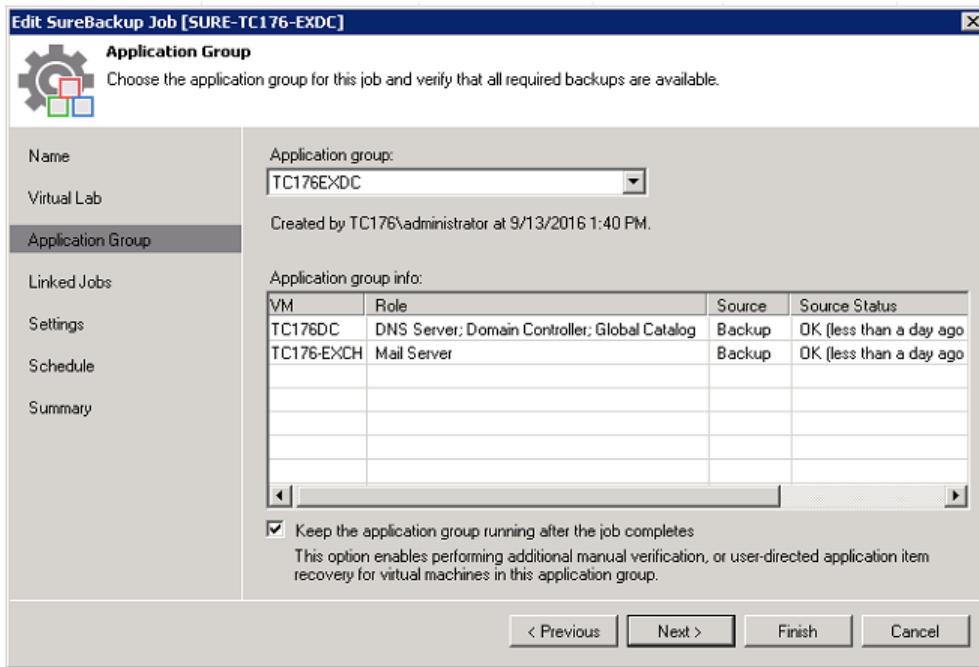 Edit SureBackup Job [SURE-TC176-EXDC]
Application Group
Choose the application group for this job and verify that all required backups are available.
Name
Virtual Lab
Application Group
Linked Jobs
Settings
Schedule
Summary
Application group:
TC176EXDC
Created by TC176\administrator at 9/13/2016 1:40 PM.
Application group info:
VM Role Source Source Status
TC176DC DNS Server; Domain Controller; Global Catalog Backup OK (less than a day ago
TC176-EXCH Mail Server Backup OK (less than a day ago
Keep the application group running after the job completes
This option enables performing additional manual verification, or user-directed application item
recovery for virtual machines in this application group.
< Previous Next > Finish Cancel